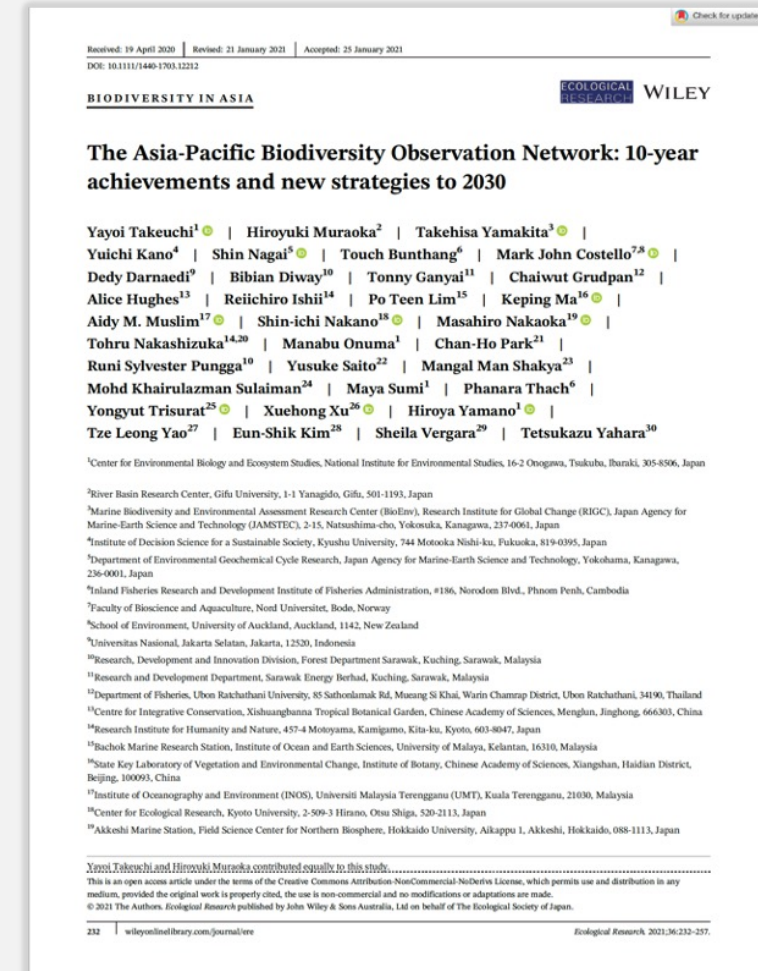 Check for update
Received: 19 April 2020 | Revised: 21 January 2021 | Accepted: 25 January 2021
DOI: 10.1111/1440-1703.12212
BIODIVERSITY IN ASIA
ECOLOGICAL
RESEARCH
WILEY
The Asia-Pacific Biodiversity Observation Network: 10-year
achievements and new strategies to 2030
Yayoi Takeuchi¹ | Hiroyuki Muraoka² | Takehisa Yamakita³ |
Yuichi Kano⁴ | Shin Nagai⁵ | Touch Bunthang⁶ | Mark John Costello⁷,⁸ |
Dedy Darnaedi⁹ | Bibian Diway¹⁰ | Tonny Ganyai¹¹ | Chaiwut Grudpan¹² |
Alice Hughes¹³ | Reiichiro Ishii¹⁴ | Po Teen Lim¹⁵ | Keping Ma¹⁶ |
Aidy M. Muslim¹⁷ | Shin-ichi Nakano¹⁸ | Masahiro Nakaoka¹⁹ |
Tohru Nakashizuka¹⁴,²⁰ | Manabu Onuma¹ | Chan-Ho Park²¹ |
Runi Sylvester Pungga¹⁰ | Yusuke Saito²² | Mangal Man Shakya²³ |
Mohd Khairulazman Sulaiman²⁴ | Maya Sumi¹ | Phanara Thach⁶ |
Yongyut Trisurat²⁵ | Xuehong Xu²⁶ | Hiroya Yamano¹ |
Tze Leong Yao²⁷ | Eun-Shik Kim²⁸ | Sheila Vergara²⁹ | Tetsukazu Yahara³⁰
¹Center for Environmental Biology and Ecosystem Studies, National Institute for Environmental Studies, 16-2 Onogawa, Tsukuba, Ibaraki, 305-8506, Japan
²River Basin Research Center, Gifu University, 1-1 Yanagido, Gifu, 501-1193, Japan
³Marine Biodiversity and Environmental Assessment Research Center (BioEnv), Research Institute for Global Change (RIGC), Japan Agency for
Marine-Earth Science and Technology (JAMSTEC), 2-15, Natsushima-cho, Yokosuka, Kanagawa, 237-0061, Japan
⁴Institute of Decision Science for a Sustainable Society, Kyushu University, 744 Motooka Nishi-ku, Fukuoka, 819-0395, Japan
⁵Department of Environmental Geochemical Cycle Research, Japan Agency for Marine-Earth Science and Technology, Yokohama, Kanagawa,
236-0001, Japan
⁶Inland Fisheries Research and Development Institute of Fisheries Administration, #186, Norodom Blvd., Phnom Penh, Cambodia
⁷Faculty of Bioscience and Aquaculture, Nord Universitet, Bode, Norway
⁸School of Environment, University of Auckland, Auckland, 1142, New Zealand
⁹Universitas Nasional, Jakarta Selatan, Jakarta, 12520, Indonesia
¹⁰Research, Development and Innovation Division, Forest Department Sarawak, Kuching, Sarawak, Malaysia
¹¹Research and Development Department, Sarawak Energy Berhad, Kuching, Sarawak, Malaysia
¹²Department of Fisheries, Ubon Ratchathani University, 85 Sathonlamak Rd, Mueang Si Khai, Warin Chamrap District, Ubon Ratchathani, 34190, Thailand
¹³Centre for Integrative Conservation, Xishuangbanna Tropical Botanical Garden, Chinese Academy of Sciences, Menglun, Jinghong, 666303, China
¹⁴Research Institute for Humanity and Nature, 457-4 Motoyama, Kamigamo, Kita-ku, Kyoto, 603-8047, Japan
¹⁵Bachok Marine Research Station, Institute of Ocean and Earth Sciences, University of Malaya, Kelantan, 16310, Malaysia
¹⁶State Key Laboratory of Vegetation and Environmental Change, Institute of Botany, Chinese Academy of Sciences, Xiangshan, Haidian District,
Beijing, 100093, China
¹⁷Institute of Oceanography and Environment (INOS), Universiti Malaysia Terengganu (UMT), Kuala Terengganu, 21030, Malaysia
¹⁸Center for Ecological Research, Kyoto University, 2-509-3 Hirano, Otsu Shiga, 520-2113, Japan
¹⁹Akkeshi Marine Station, Field Science Center for Northern Biosphere, Hokkaido University, Aikappu 1, Akkeshi, Hokkaido, 088-1113, Japan
Yayoi Takeuchi and Hiroyuki Muraoka contributed equally to this study.
This is an open access article under the terms of the Creative Commons Attribution-NonCommercial-NoDerivs License, which permits use and distribution in any
medium, provided the original work is properly cited, the use is non-commercial and no modifications or adaptations are made.
© 2021 The Authors. Ecological Research published by John Wiley & Sons Australia, Ltd on behalf of The Ecological Society of Japan.
232 | wileyonlinelibrary.com/journal/ere
Ecological Research. 2021;36:232–257.